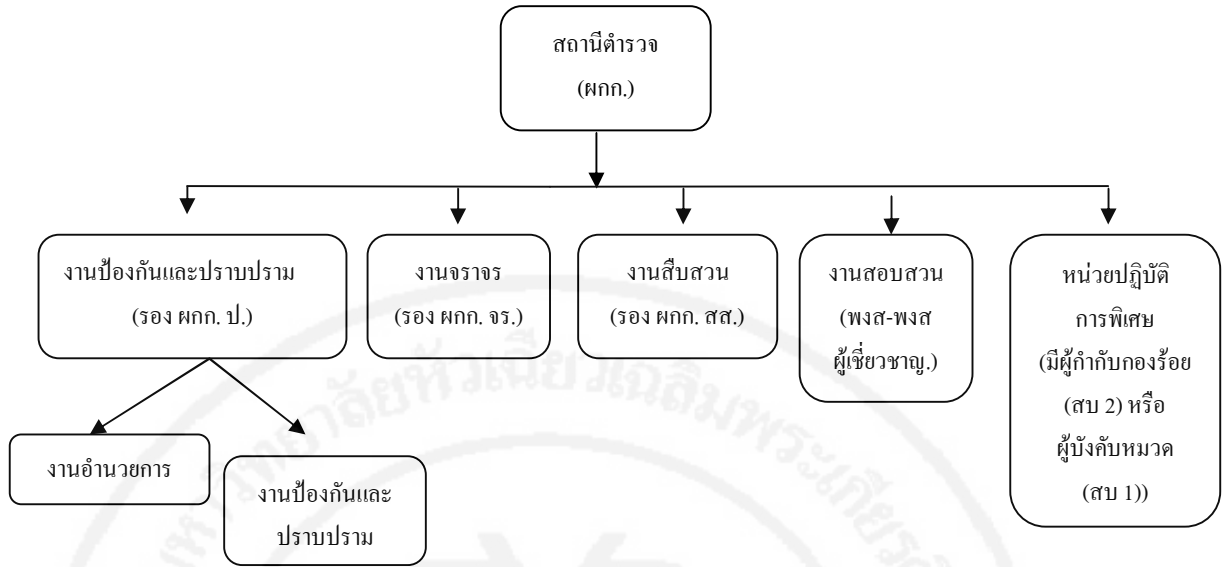 สถานีตำรวจ
(ผกก.)
งานป้องกันและปราบปราม
(รอง ผกก. ป.)
งานจราจร
(รอง ผกก. จร.)
งานสืบสวน
(รอง ผกก. สส.)
งานสอบสวน
(พงส-พงส
ผู้เชี่ยวชาญ.)
หน่วยปฏิบัติ
การพิเศษ
(มีผู้กำกับกองร้อย
(สบ 2) หรือ
ผู้บังคับหมวด
(สบ 1))
งานอำนวยการ
งานป้องกันและ
ปราบปราม